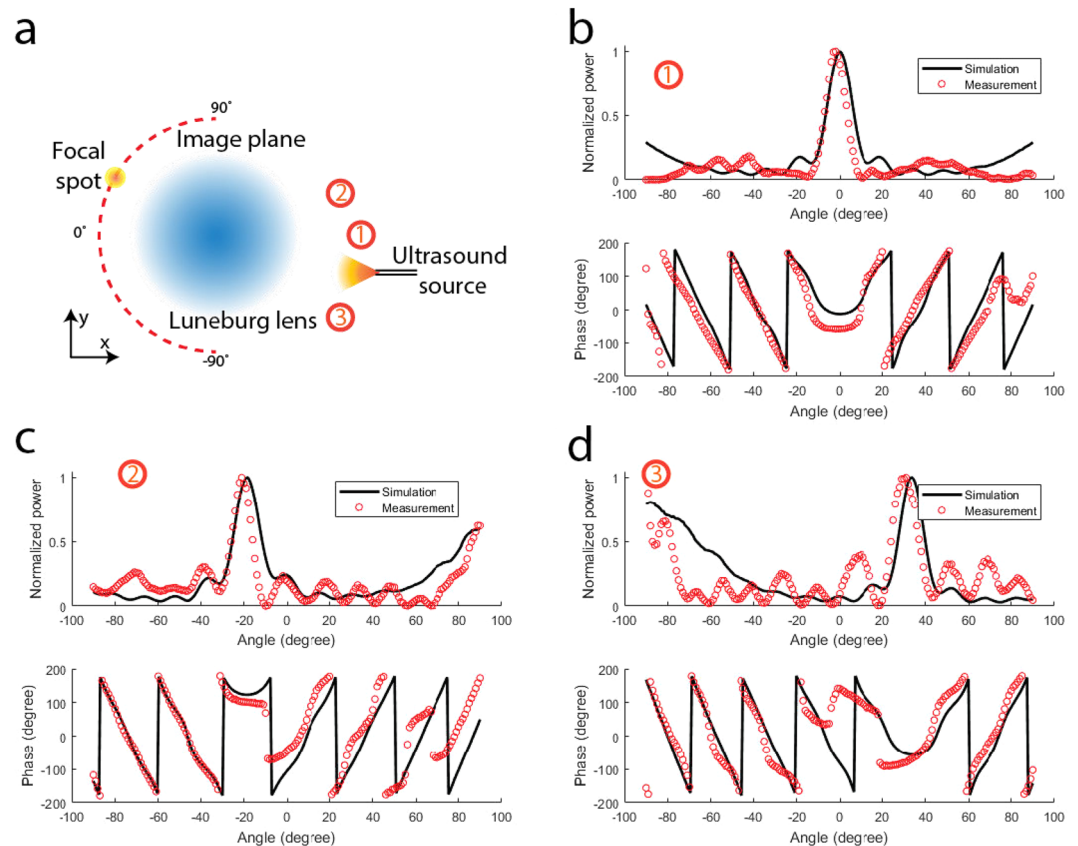 a
90°
Image plane
Focal
spot
2
0°
1
Ultrasound
source
3
Luneburg lens
y
x
-90°
b
1
Simulation
Measurement
Normalized power
1
0.5
0
-100 -80 -60 -40 -20 0 20 40 60 80 100
Angle (degree)
Phase (degree)
200
100
0
-100
-200
-100 -80 -60 -40 -20 0 20 40 60 80 100
Angle (degree)
c
2
Simulation
Measurement
Normalized power
1
0.5
0
-100 -80 -60 -40 -20 0 20 40 60 80 100
Angle (degree)
Phase (degree)
200
100
0
-100
-200
-100 -80 -60 -40 -20 0 20 40 60 80 100
Angle (degree)
d
3
Simulation
Measurement
Normalized power
1
0.5
0
-100 -80 -60 -40 -20 0 20 40 60 80 100
Angle (degree)
Phase (degree)
200
100
0
-100
-200
-100 -80 -60 -40 -20 0 20 40 60 80 100
Angle (degree)